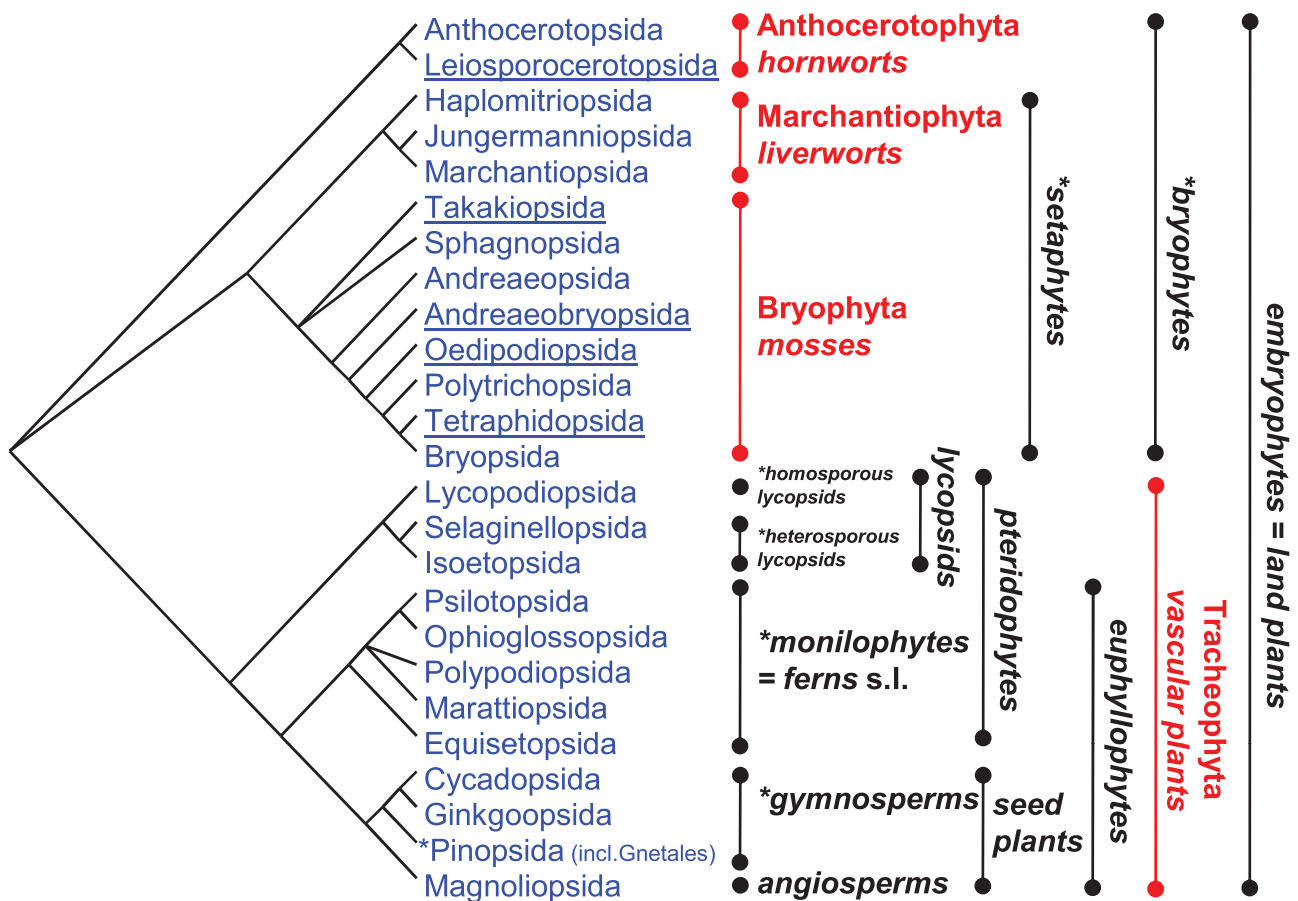 Anthocerotopsida
Leiosporocerotopsida
Haplomitriopsida
Jungermanniopsida
Marchantiopsida
Takakiopsida
Sphagnopsida
Andreaeopsida
Andreaeobryopsida
Oedipodiopsida
Polytrichopsida
Tetraphidopsida
Bryopsida
Lycopodiopsida
Selaginellopsida
Isoetopsida
Psilotopsida
Ophioglossopsida
Polypodiopsida
Marattiopsida
Equisetopsida
Cycadopsida
Ginkgoopsida
*Pinopsida (incl.Gnetales)
Magnoliopsida
Anthocerotophyta
hornworts
Marchantiophyta
liverworts
Bryophyta
mosses
*homosporous
lycopsids
*heterosporous
lycopsids
*monilophytes
= ferns s.l.
*gymnosperms
angiosperms
lycopsids
pteridophytes
seed
plants
*setaphytes
euphyllophytes
*bryophytes
Tracheophyta
vascular plants
embryophytes = land plants